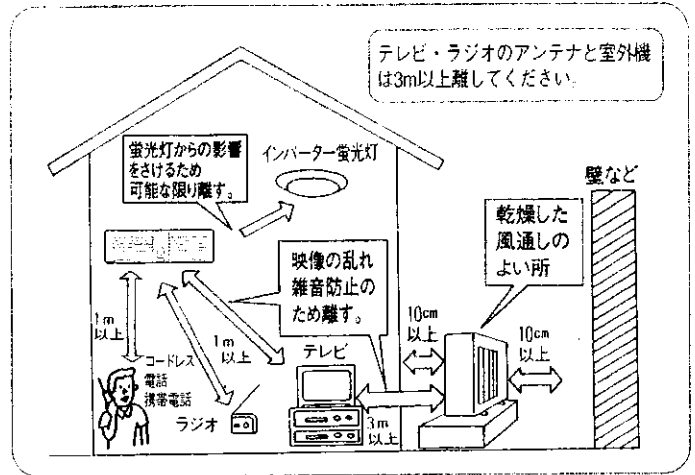 テレビ・ラジオのアンテナと室外機
は3m以上離してください。
蛍光灯からの影響
をさけるため
可能な限り離す。
インバーター蛍光灯
壁など
乾燥した
風通しの
よい所
映像の乱れ
雑音防止の
ため離す。
1m
以上
1m
以上
テレビ
10cm
以上
10cm
以上
コードレス
電話
携帯電話
ラジオ
3m
以上